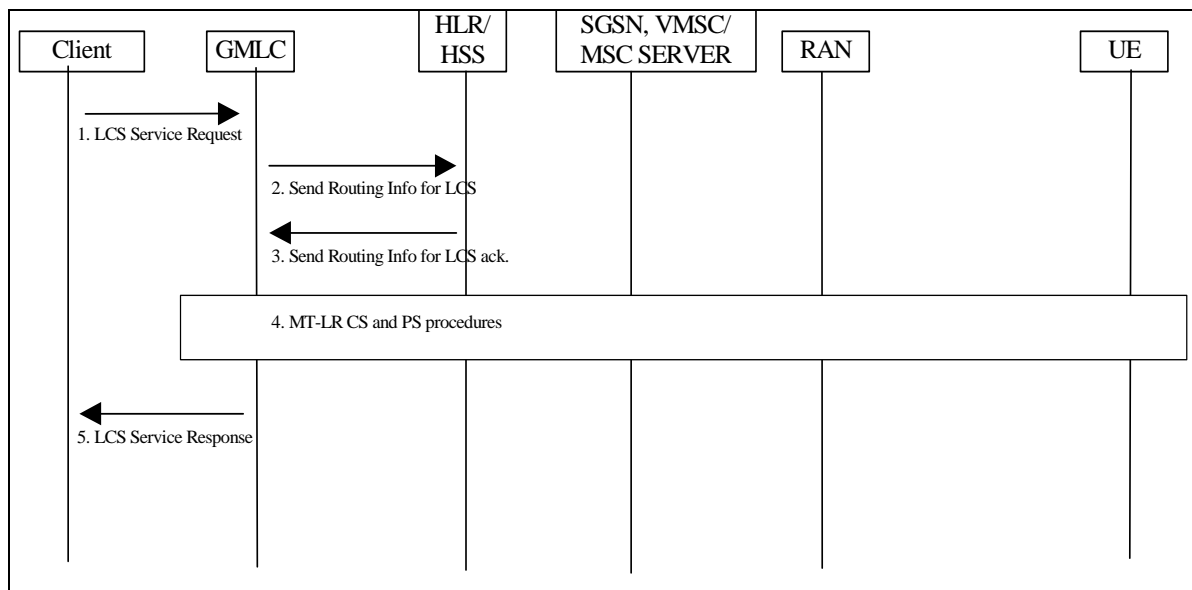 Client
GMLC
HLR/
HSS
SGSN, VMSC/
MSC SERVER
RAN
UE
1. LCS Service Request
2. Send Routing Info for LCS
3. Send Routing Info for LCS ack.
4. MT-LR CS and PS procedures
5. LCS Service Response